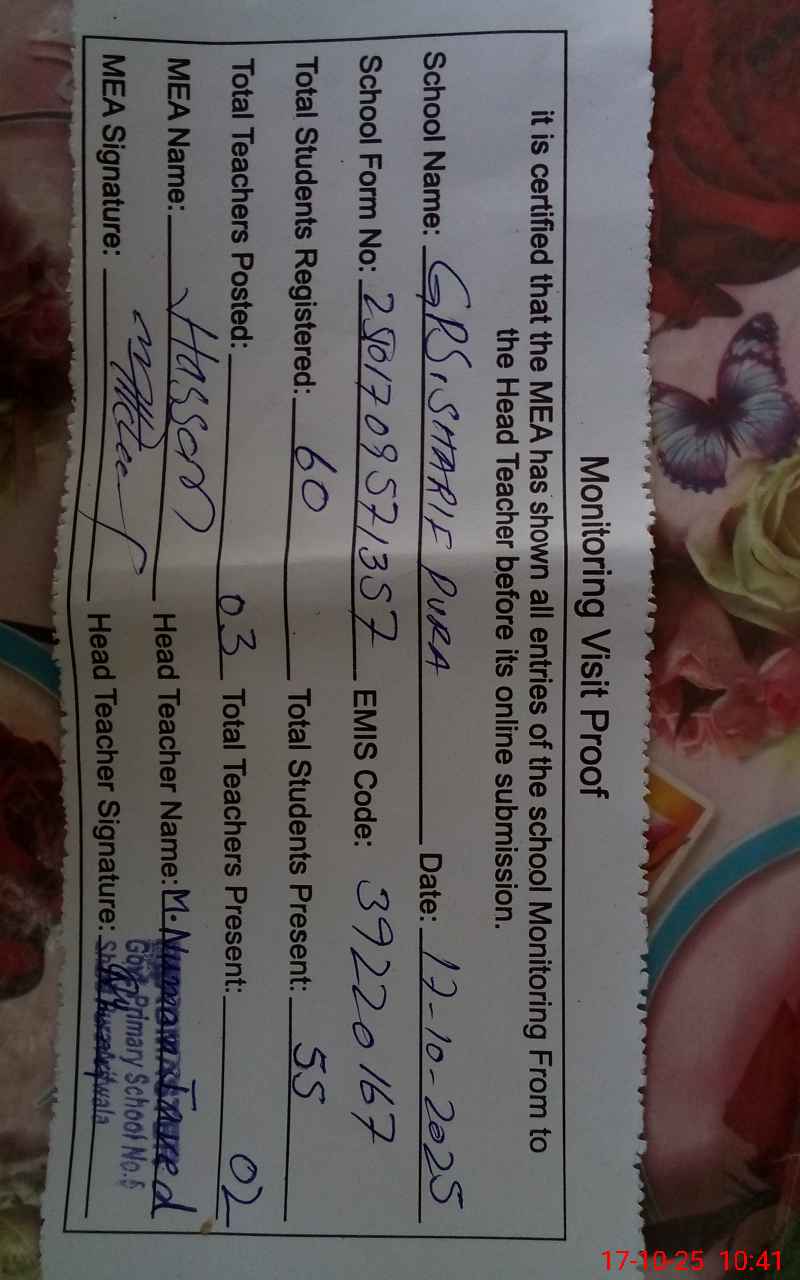 Monitoring Visit Proof
it is certified that the MEA has shown all entries of the school Monitoring From to
the Head Teacher before its online submission.
School Name: GPS, SHARIF PURA Date: 17-10-2025
School Form No: 2501709571357 EMIS Code: 39220167
Total Students Registered: 60 Total Students Present: 55
Total Teachers Posted: 03 Total Teachers Present: 02
MEA Name: Hassan Head Teacher Name: M.
MEA Signature: Head Teacher Signature:
Govt. Primary School No.
17-10-25 10:41